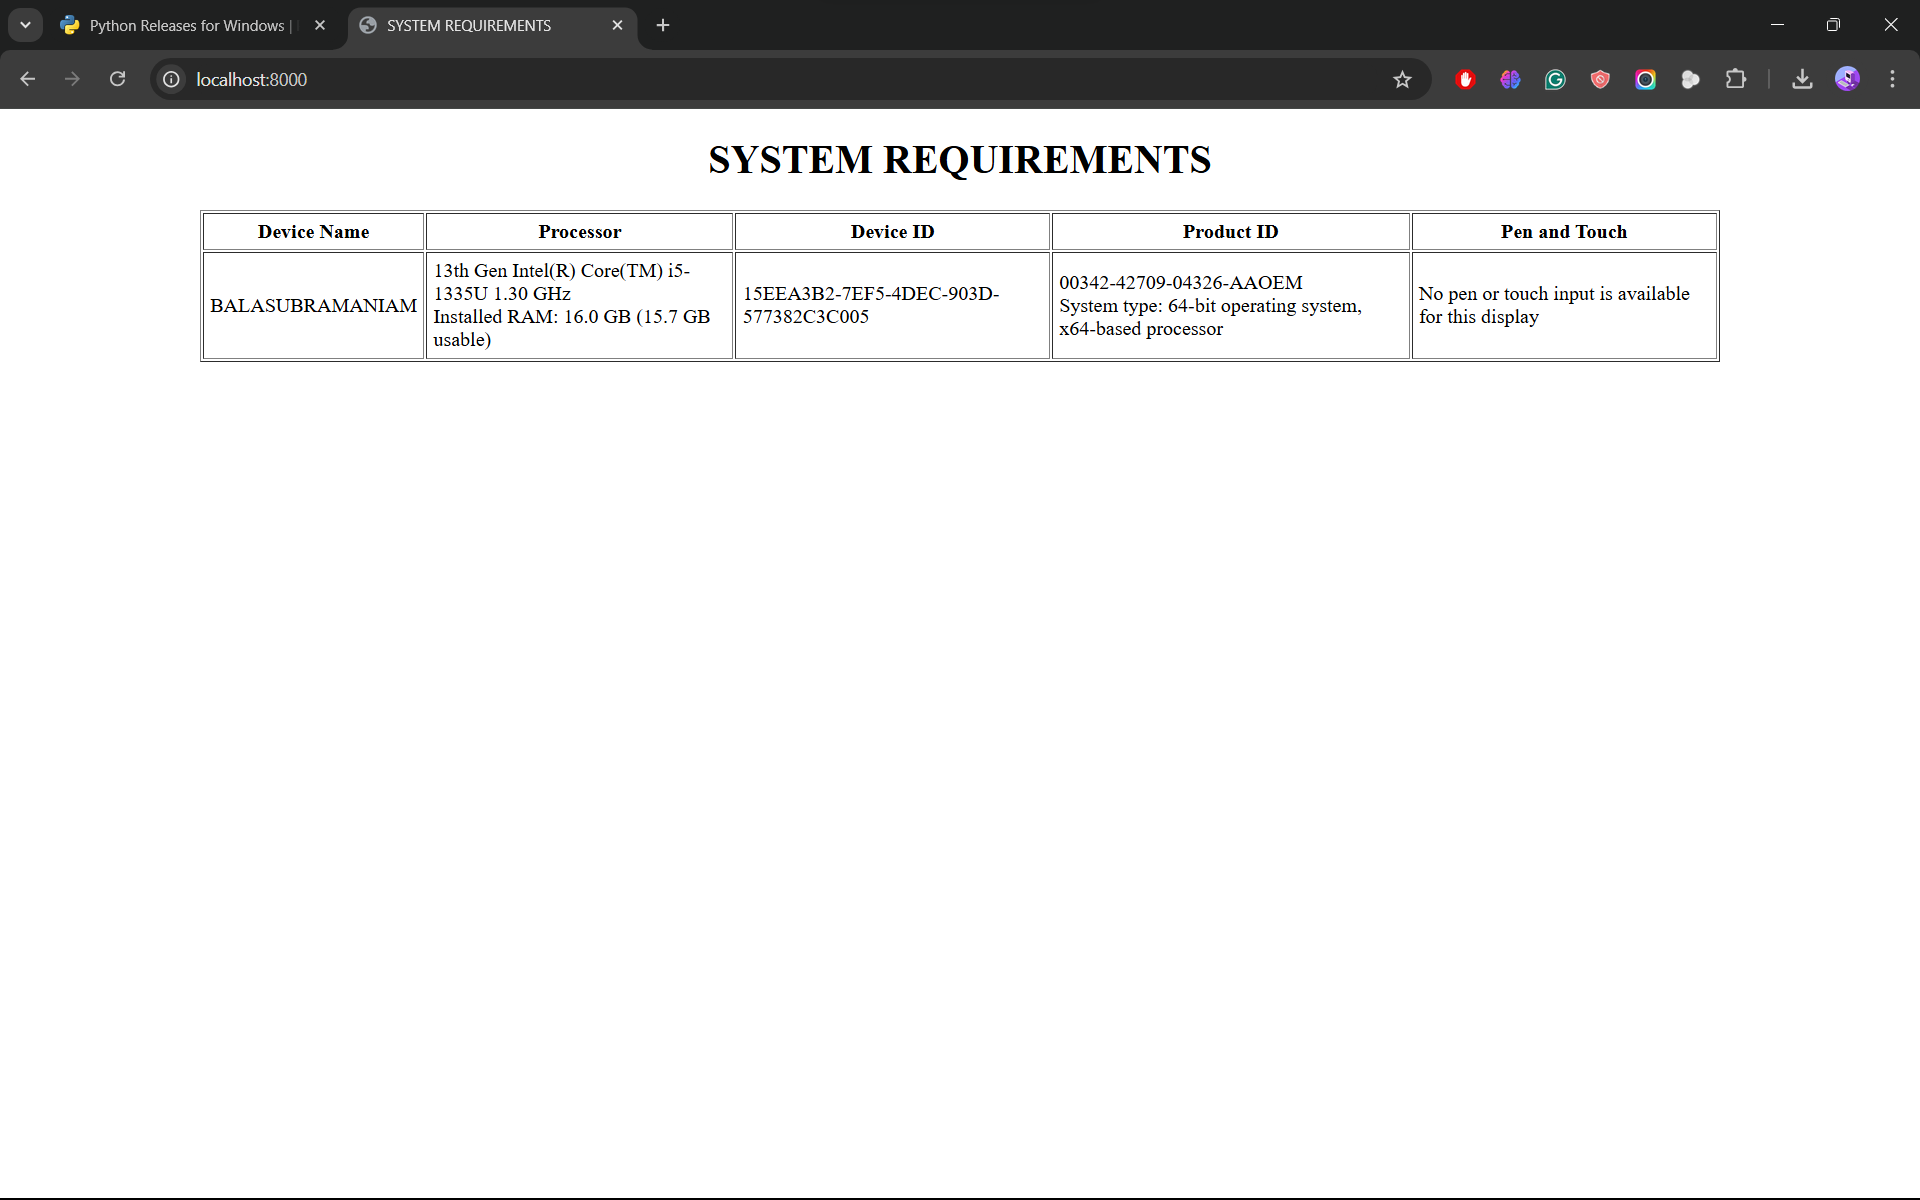 Python Releases for Windows |
SYSTEM REQUIREMENTS
localhost:8000
SYSTEM REQUIREMENTS
Device Name
Processor
Device ID
Product ID
Pen and Touch
BALASUBRAMANIAM
13th Gen Intel(R) Core(TM) i5-
1335U 1.30 GHz
Installed RAM: 16.0 GB (15.7 GB
usable)
15EEA3B2-7EF5-4DEC-903D-
577382C3C005
00342-42709-04326-AAOEM
System type: 64-bit operating system,
x64-based processor
No pen or touch input is available
for this display